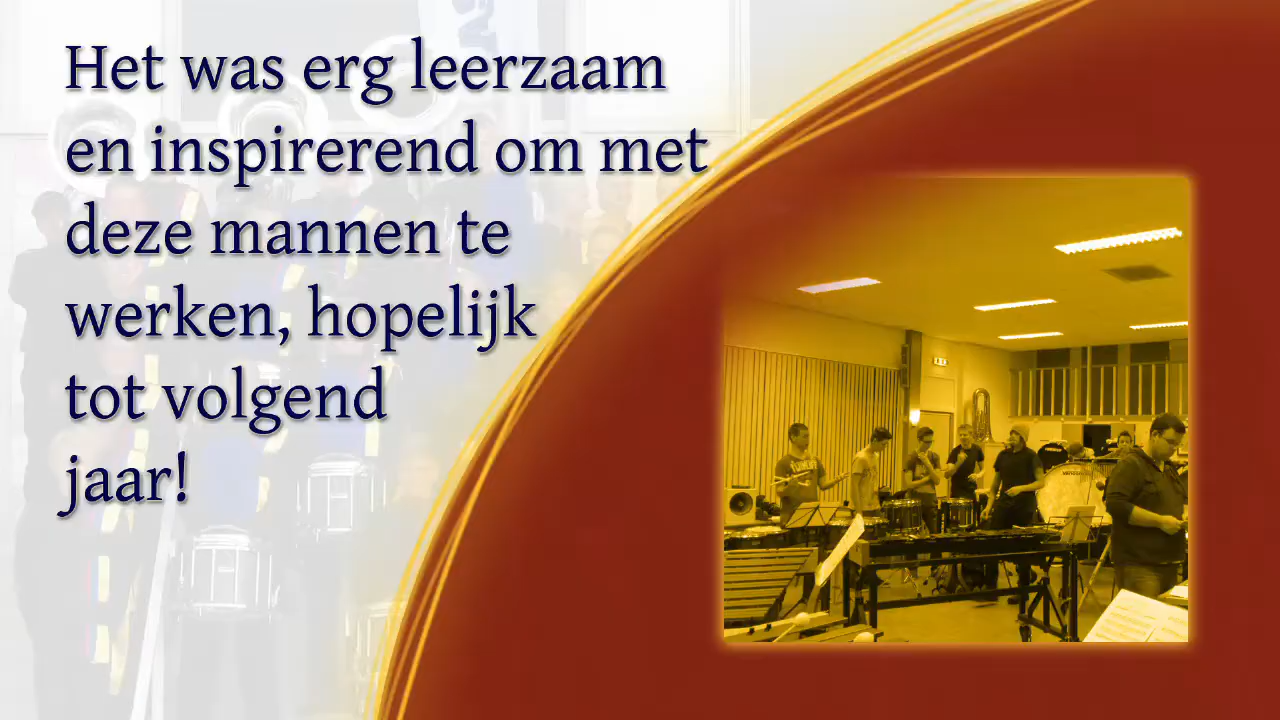 Het was erg leerzaam
en inspirerend om met
deze mannen te
werken, hopelijk
tot volgend
jaar!